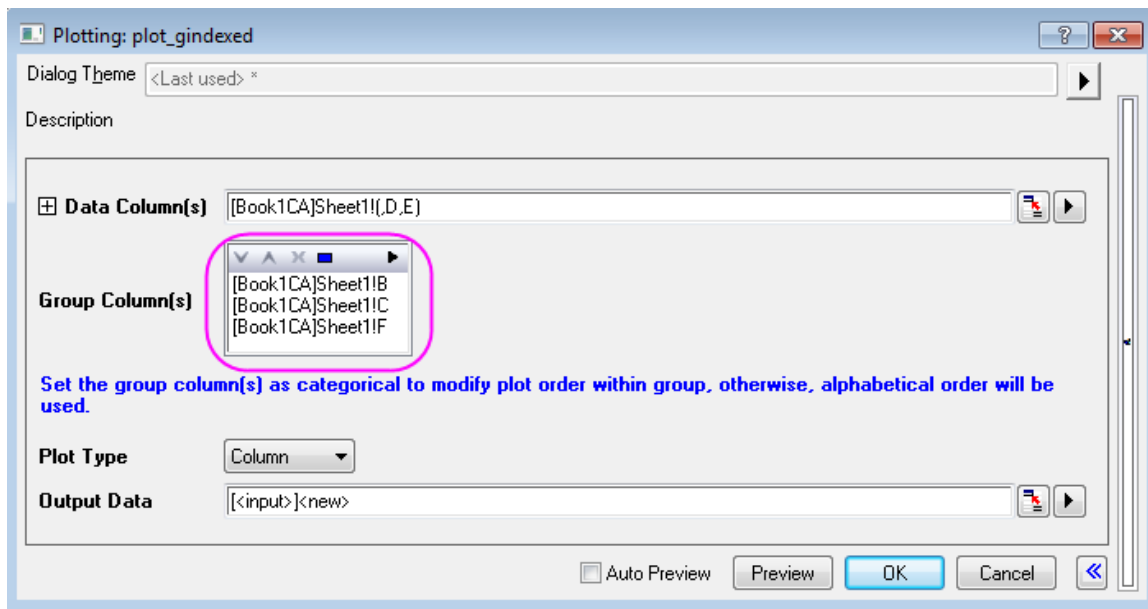 Plotting: plot_gindexed
Dialog Theme <Last used> *
Description
Data Column(s) [Book1CA]Sheet1!(,D,E)
Group Column(s)
[Book1CA]Sheet1!B
[Book1CA]Sheet1!C
[Book1CA]Sheet1!F
Set the group column(s) as categorical to modify plot order within group, otherwise, alphabetical order will be
used.
Plot Type Column
Output Data [<input>]<new>
Auto Preview Preview OK Cancel